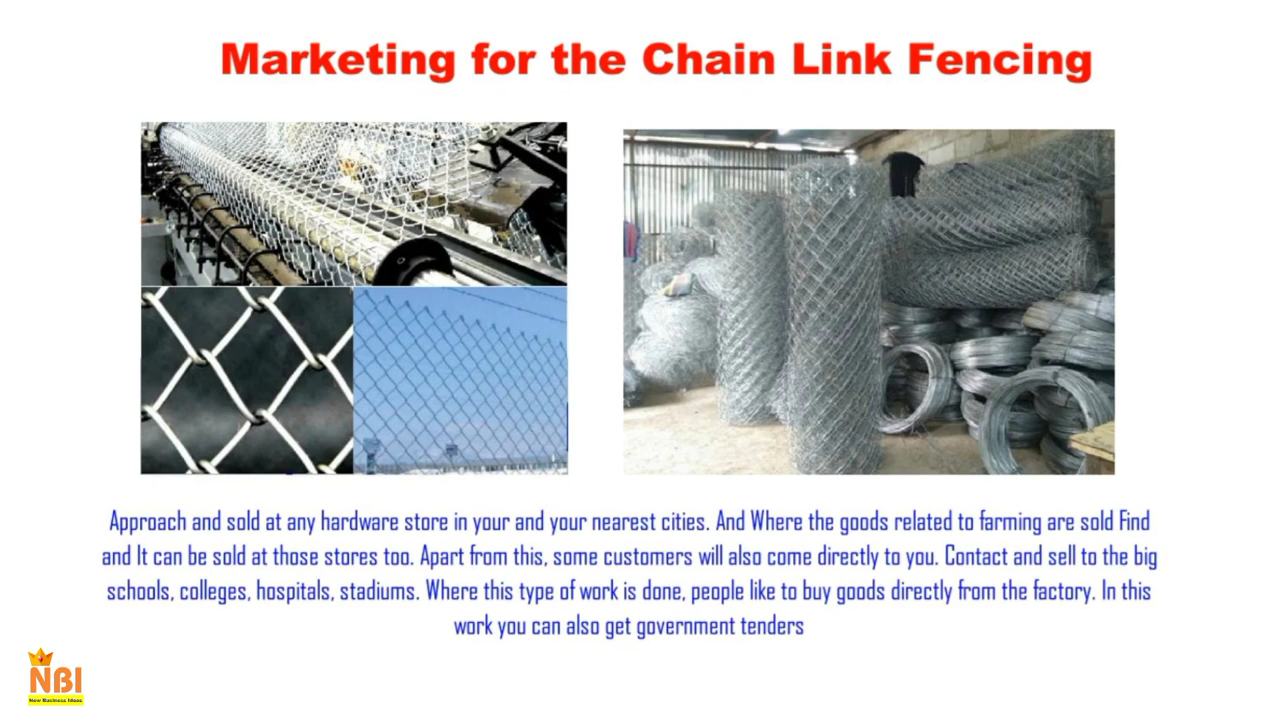 Marketing for the Chain Link Fencing
Approach and sold at any hardware store in your and your nearest cities. And Where the goods related to farming are sold Find
and It can be sold at those stores too. Apart from this, some customers will also come directly to you. Contact and sell to the big
schools, colleges, hospitals, stadiums. Where this type of work is done, people like to buy goods directly from the factory. In this
work you can also get government tenders
NBI
New Business Ideas